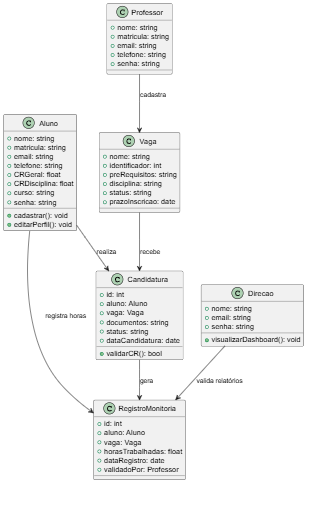 C Professor
nome: string
matricula: string
email: string
telefone: string
senha: string
cadastra
C Aluno
nome: string
matricula: string
email: string
telefone: string
CRGeral: float
CRDisciplina: float
curso: string
senha: string
cadastrar(): void
editarPerfil(): void
C Vaga
nome: string
identificador: int
preRequisitos: string
disciplina: string
status: string
prazoInscricao: date
realiza
recebe
C Candidatura
id: int
aluno: Aluno
vaga: Vaga
documentos: string
status: string
dataCandidatura: date
validarCR(): bool
C Direcao
nome: string
email: string
senha: string
visualizarDashboard(): void
registra horas
gera
valida relatórios
C RegistroMonitoria
id: int
aluno: Aluno
vaga: Vaga
horasTrabalhadas: float
dataRegistro: date
validadoPor: Professor